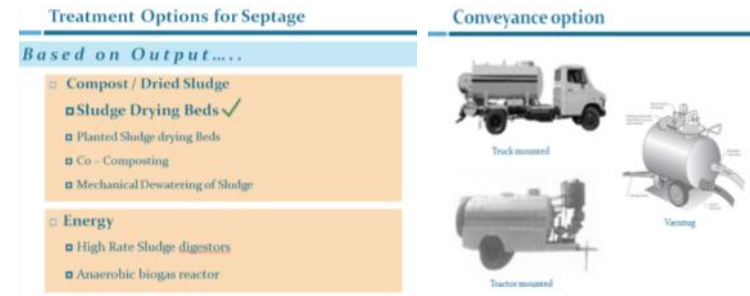 Treatment Options for Septage
Based on Output.....
Compost / Dried Sludge
Sludge Drying Beds ✓
Planted Sludge drying Beds
Co - Composting
Mechanical Dewatering of Sludge
Energy
High Rate Sludge digestors
Anaerobic biogas reactor
Conveyance option
Truck mounted
Vacutug
Tractor mounted